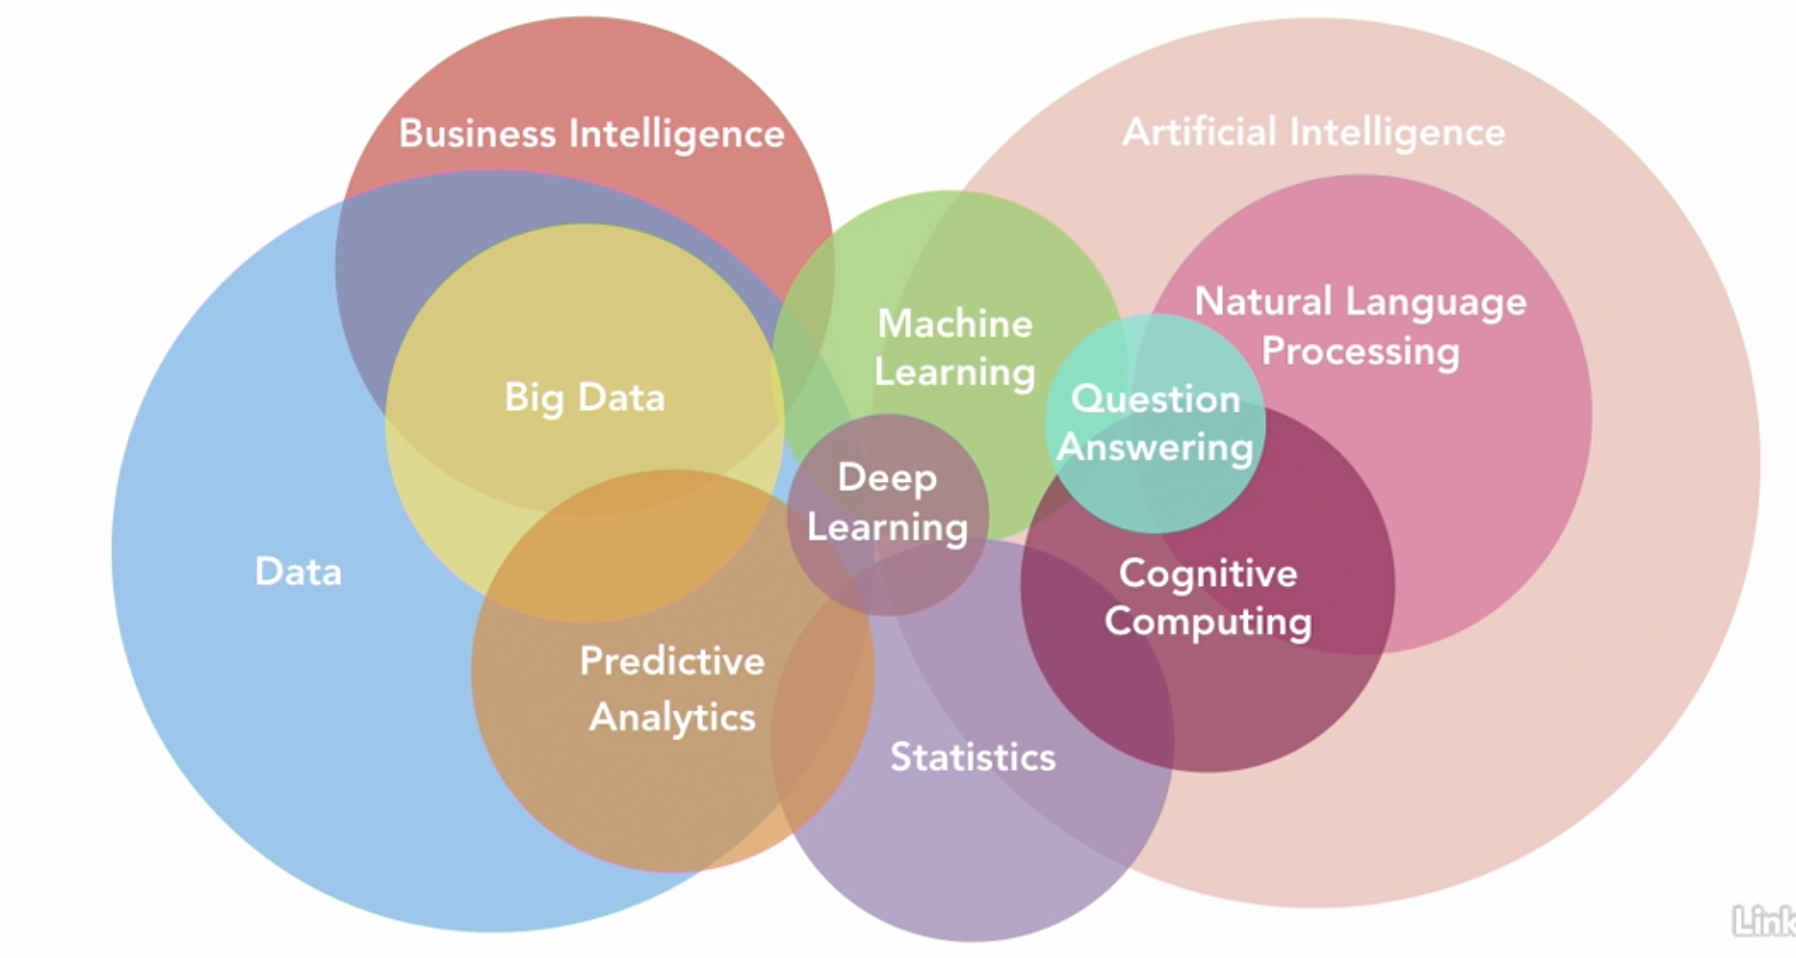 Business Intelligence
Artificial Intelligence
Natural Language
Processing
Machine
Learning
Question
Answering
Big Data
Deep
Learning
Data
Cognitive
Computing
Predictive
Analytics
Statistics
Link